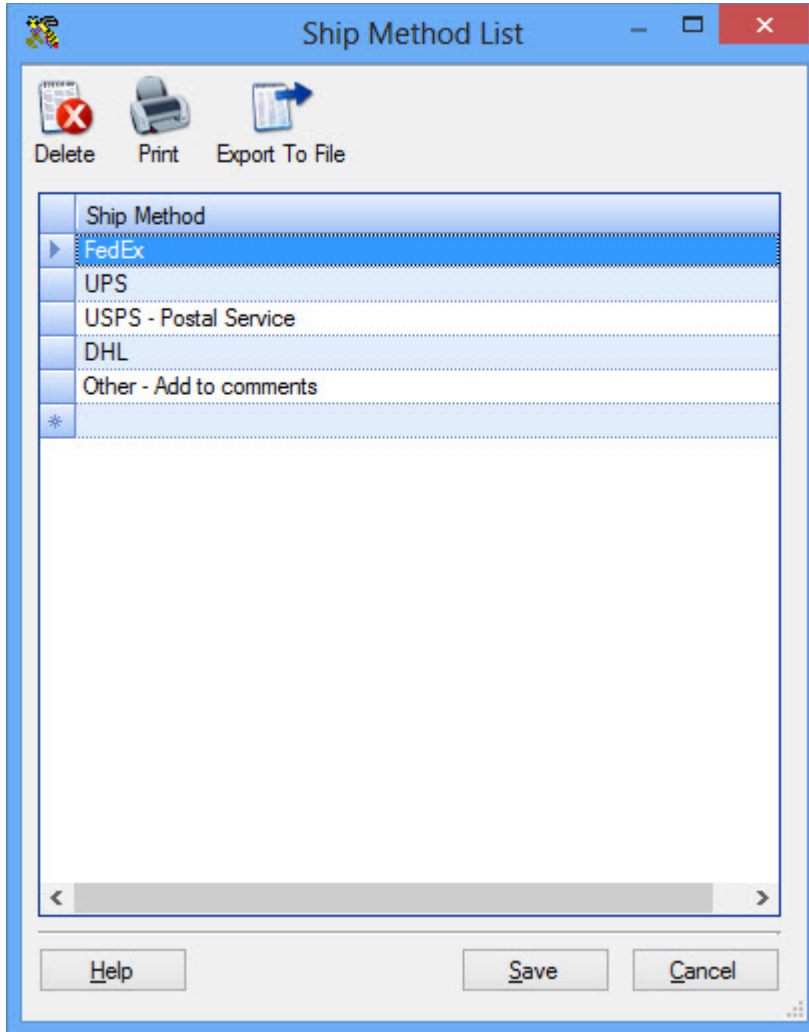 Ship Method List
Delete Print Export To File
Ship Method
FedEx
UPS
USPS - Postal Service
DHL
Other - Add to comments
Help Save Cancel